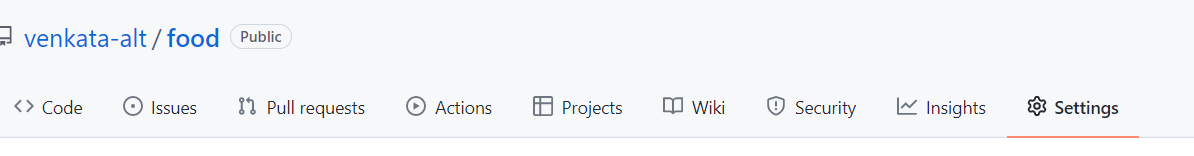 venkata-alt / food Public
Code Issues Pull requests Actions Projects Wiki Security Insights Settings